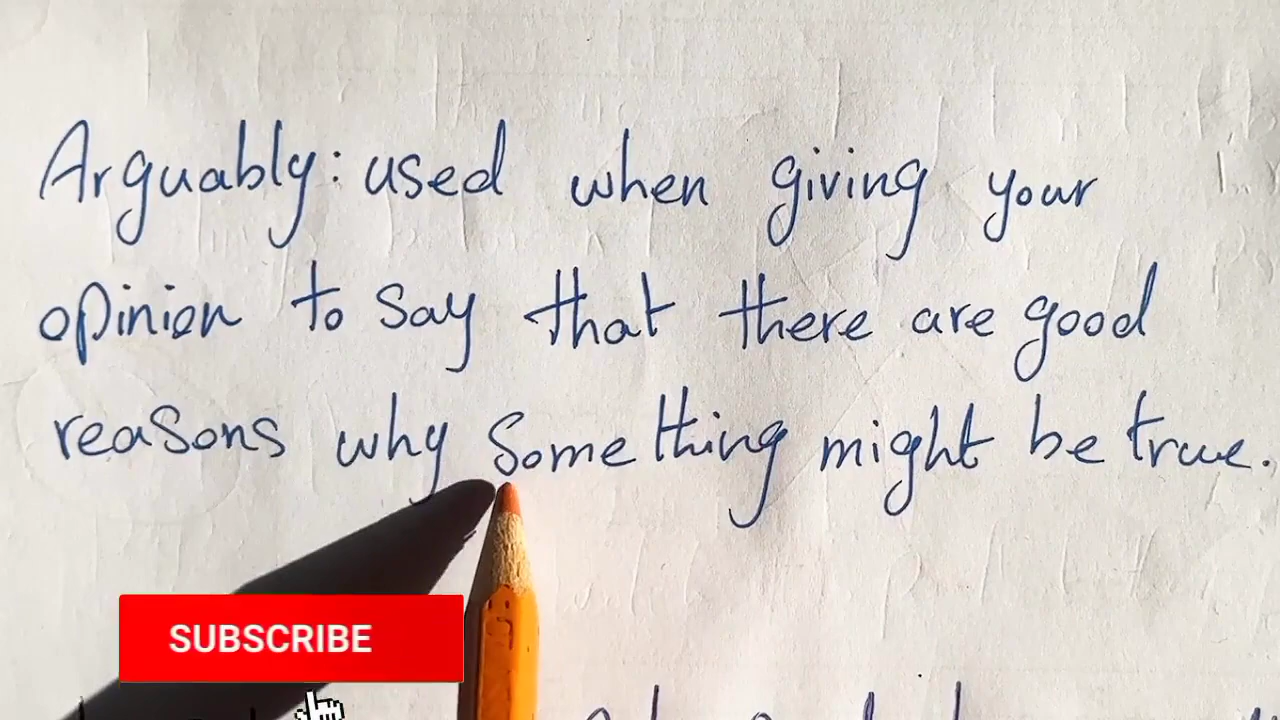 Arguably: used when giving your
opinion to say that there are good
reasons why something might be true.
SUBSCRIBE